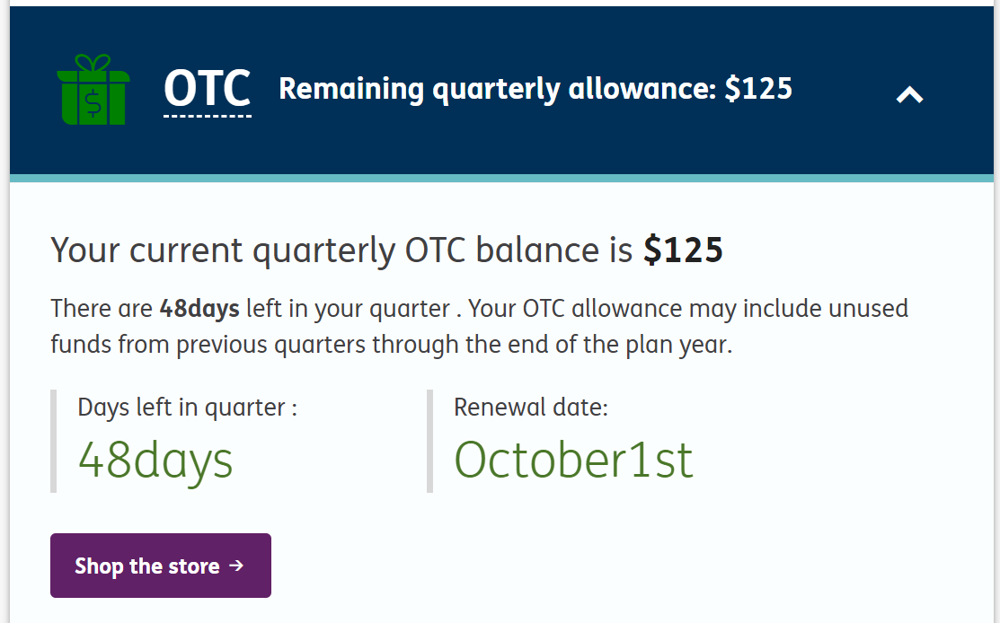 OTC Remaining quarterly allowance: $125
Your current quarterly OTC balance is $125
There are 48days left in your quarter . Your OTC allowance may include unused
funds from previous quarters through the end of the plan year.
Days left in quarter :
48days
Renewal date:
October1st
Shop the store →